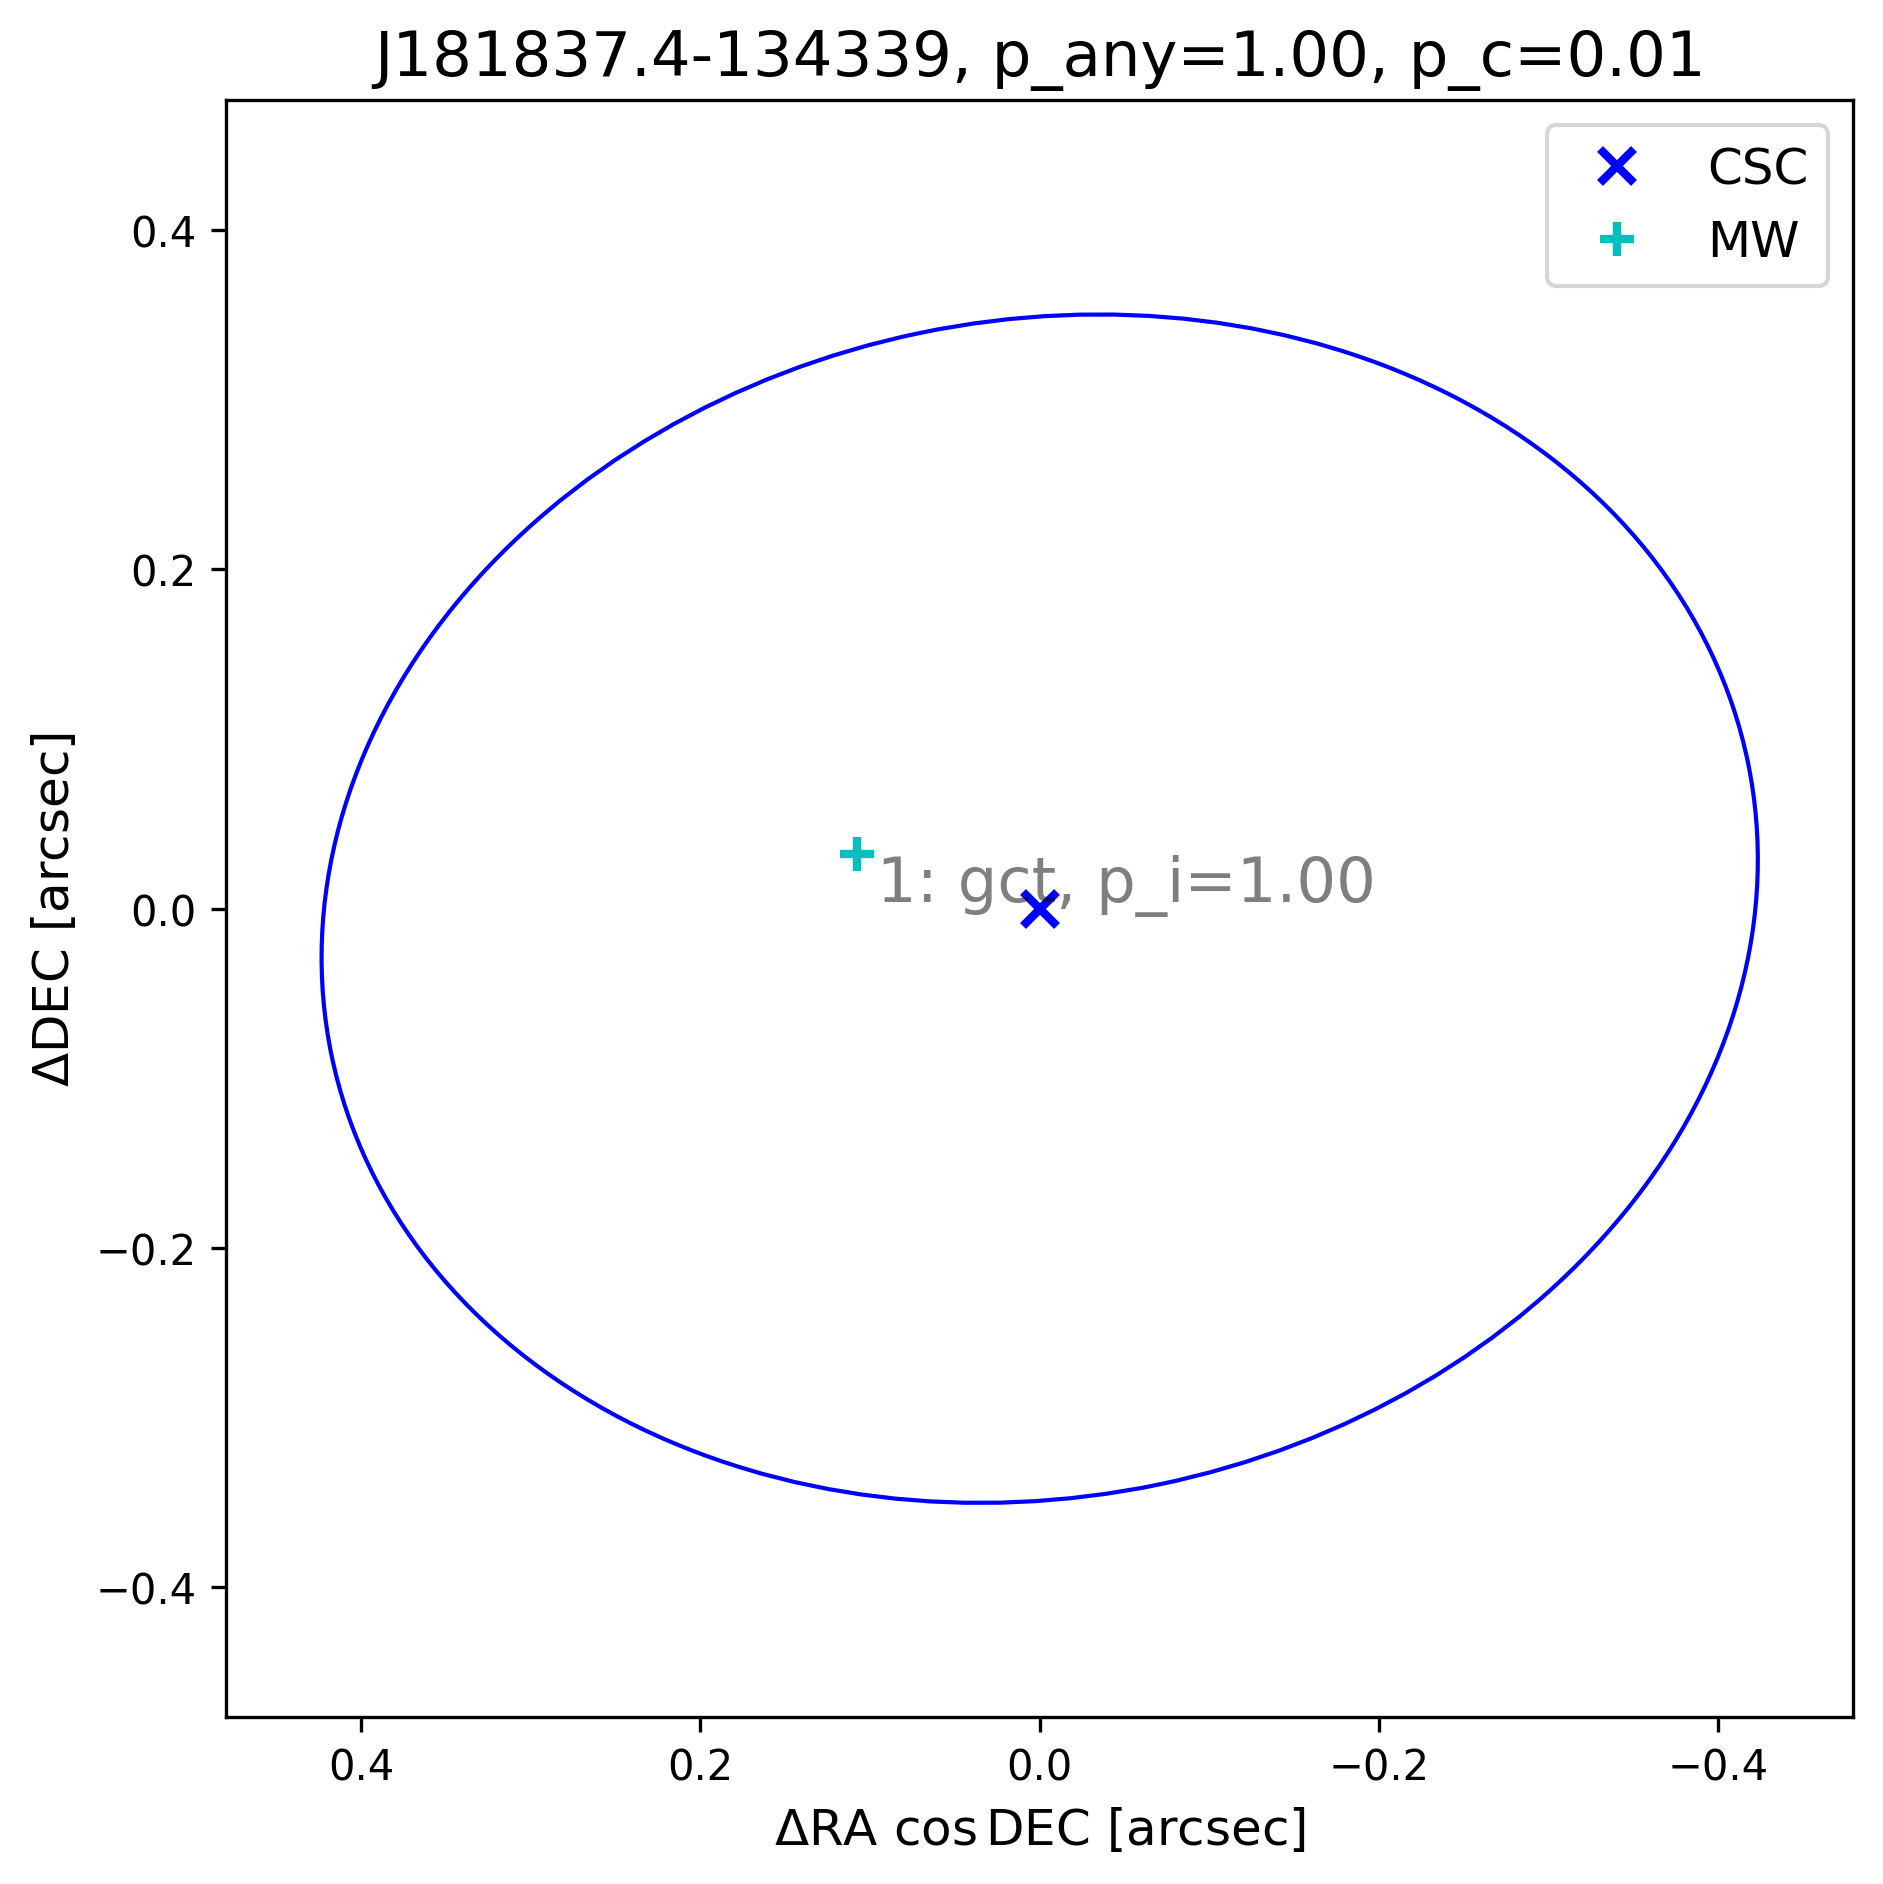 J181837.4-134339, p_any=1.00, p_c=0.01
CSC
MW
0.4
0.2
0.0
−0.2
−0.4
ΔDEC [arcsec]
1: gct, p_i=1.00
0.4 0.2 0.0 −0.2 −0.4
ΔRA cos DEC [arcsec]